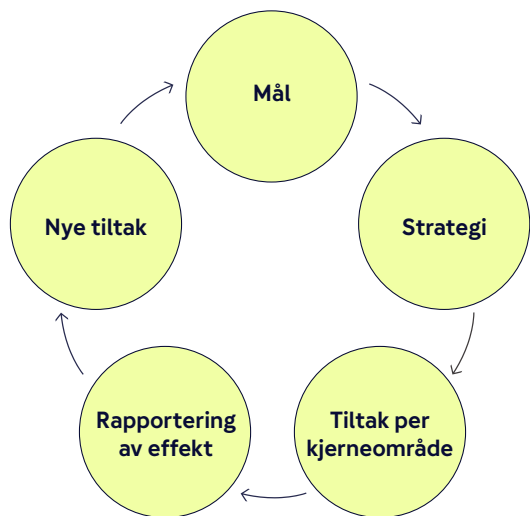 Mål
Strategi
Tiltak per
kjerneområde
Rapportering
av effekt
Nye tiltak